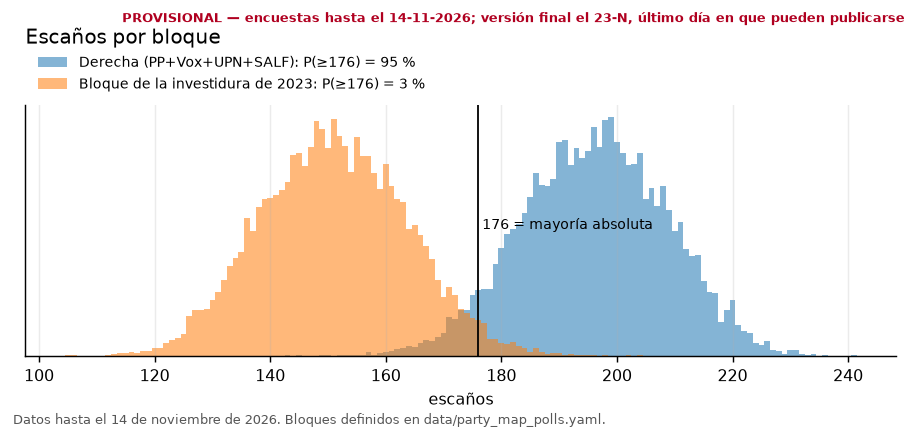 PROVISIONAL — encuestas hasta el 14-11-2026; versión final el 23-N, último día en que pueden publicarse
Escaños por bloque
Derecha (PP+Vox+UPN+SALF): P(≥176) = 95 %
Bloque de la investidura de 2023: P(≥176) = 3 %
176 = mayoría absoluta
100 120 140 160 180 200 220 240
escaños
Datos hasta el 14 de noviembre de 2026. Bloques definidos en data/party_map_polls.yaml.